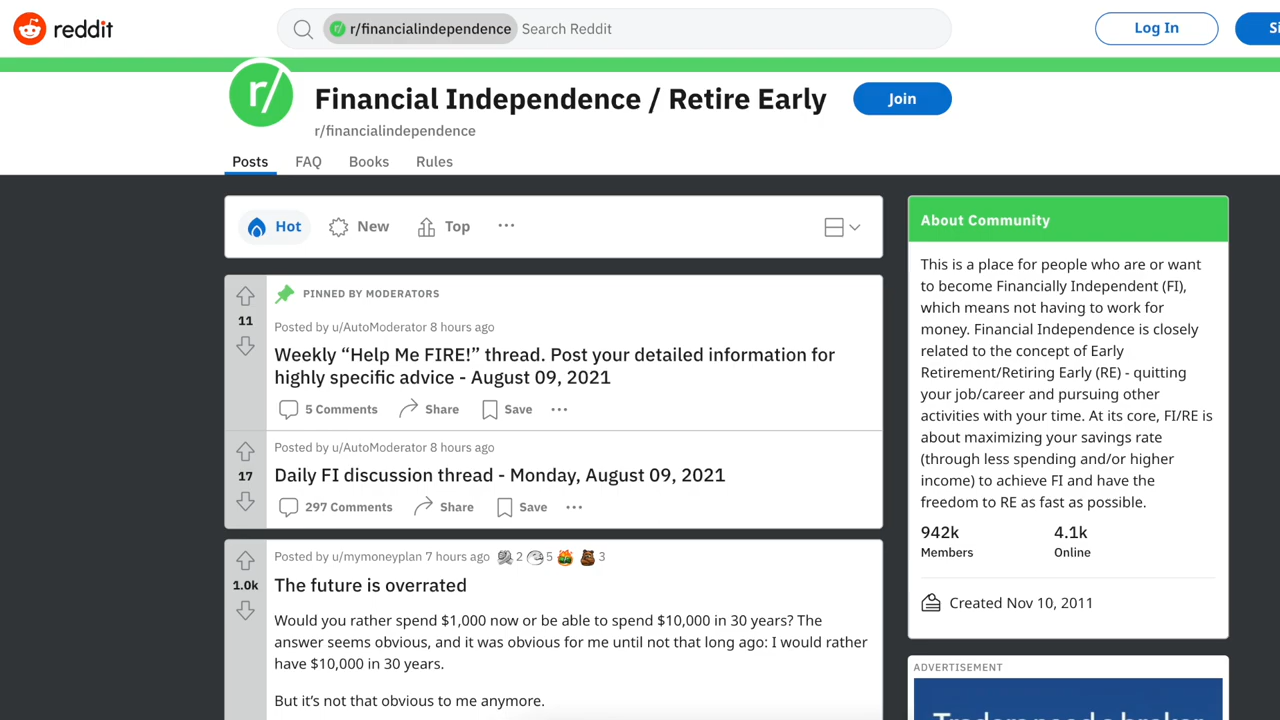 reddit
r/financialindependence Search Reddit
Log In
r/
Financial Independence / Retire Early
Join
r/financialindependence
Posts FAQ Books Rules
Hot New Top ...
PINNED BY MODERATORS
11
Posted by u/AutoModerator 8 hours ago
Weekly “Help Me FIRE!” thread. Post your detailed information for
highly specific advice - August 09, 2021
5 Comments Share Save ...
Posted by u/AutoModerator 8 hours ago
17
Daily FI discussion thread - Monday, August 09, 2021
297 Comments Share Save ...
Posted by u/mymoneyplan 7 hours ago 2 5 3
1.0k
The future is overrated
Would you rather spend $1,000 now or be able to spend $10,000 in 30 years? The
answer seems obvious, and it was obvious for me until not that long ago: I would rather
have $10,000 in 30 years.
But it’s not that obvious to me anymore.
About Community
This is a place for people who are or want
to become Financially Independent (FI),
which means not having to work for
money. Financial Independence is closely
related to the concept of Early
Retirement/Retiring Early (RE) - quitting
your job/career and pursuing other
activities with your time. At its core, FI/RE is
about maximizing your savings rate
(through less spending and/or higher
income) to achieve FI and have the
freedom to RE as fast as possible.
942k 4.1k
Members Online
Created Nov 10, 2011
ADVERTISEMENT
Traders need a broker